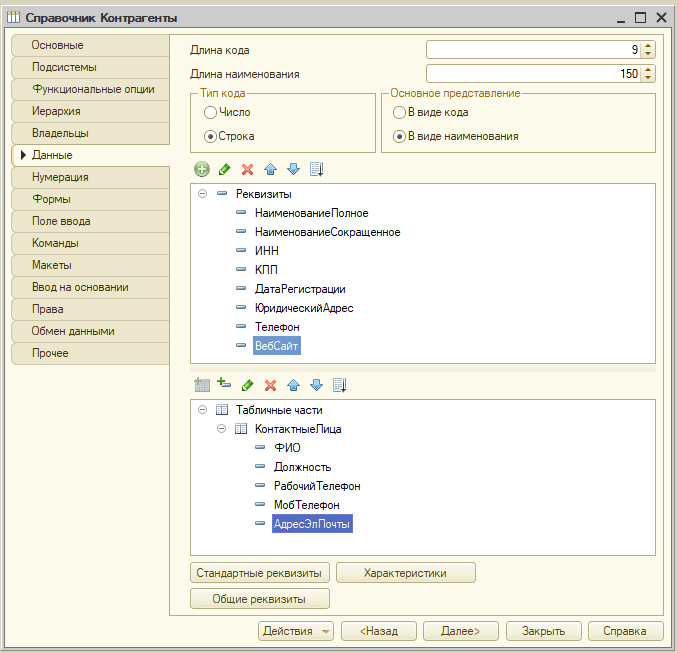 Справочник Контрагенты
Основные
Подсистемы
Функциональные опции
Иерархия
Владельцы
Данные
Нумерация
Формы
Поле ввода
Команды
Макеты
Ввод на основании
Права
Обмен данными
Прочее
Длина кода 9
Длина наименования 150
Тип кода
Число
Строка
Основное представление
В виде кода
В виде наименования
Реквизиты
НаименованиеПолное
НаименованиеСокращенное
ИНН
КПП
ДатаРегистрации
ЮридическийАдрес
Телефон
ВебСайт
Табличные части
КонтактныеЛица
ФИО
Должность
РабочийТелефон
МобТелефон
АдресЭлПочты
Стандартные реквизиты Характеристики
Общие реквизиты
Действия <Назад Далее> Закрыть Справка